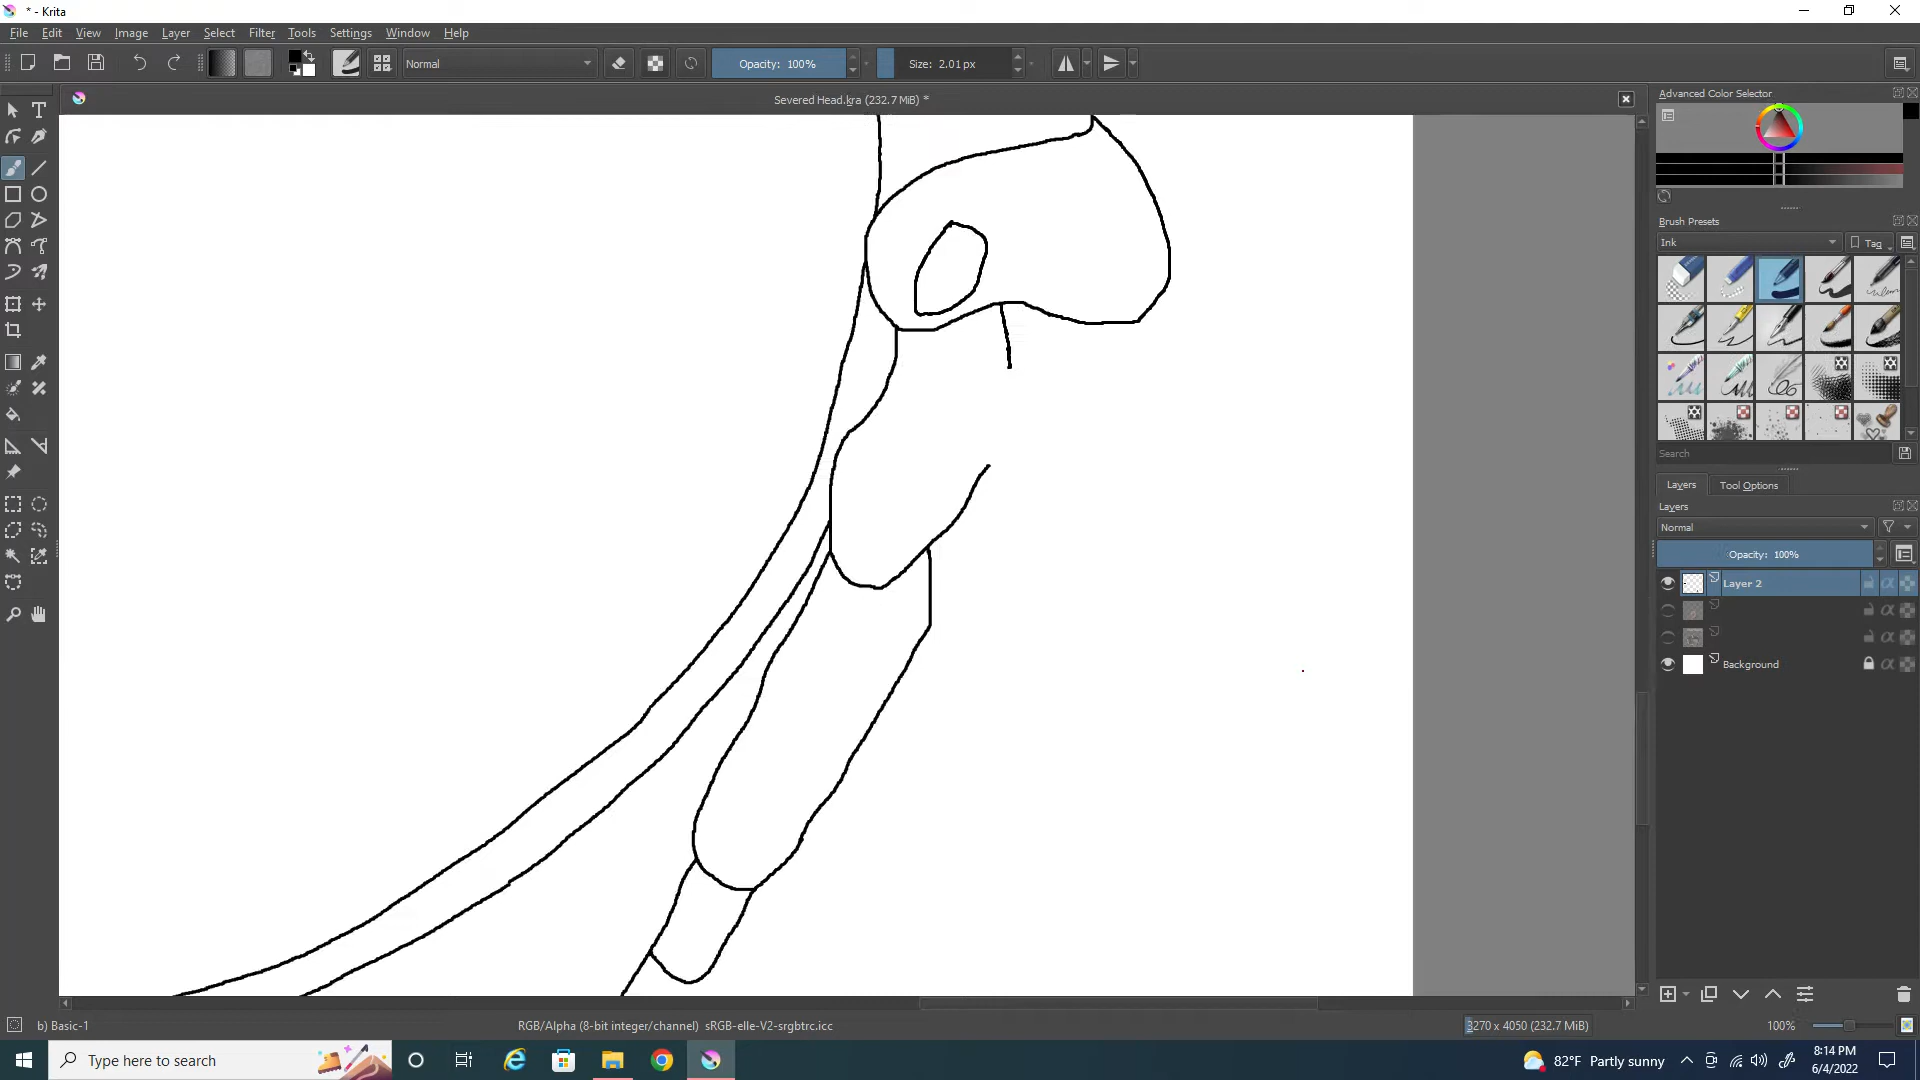 * - Krita
File Edit View Image Layer Select Filter Tools Settings Window Help
Normal Opacity: 100% Size: 2.01 px
Severed Head.kra (232.7 MiB) *
Advanced Color Selector
Brush Presets
Ink Tag
Search
Layers Tool Options
Layers
Normal
Opacity: 100%
Layer 2
Background
b) Basic-1 RGB/Alpha (8-bit integer/channel) sRGB-elle-V2-srgbtrc.icc 3270 x 4050 (232.7 MiB) 100%
Type here to search 82°F Partly sunny 8:14 PM
6/4/2022